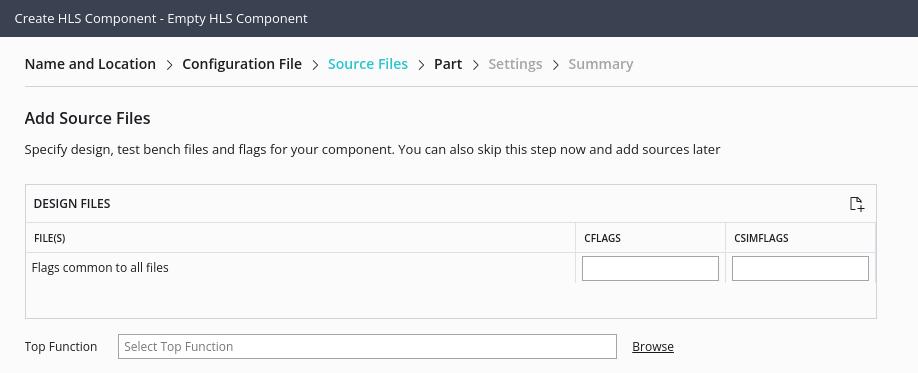 Create HLS Component - Empty HLS Component
Name and Location > Configuration File > Source Files > Part > Settings > Summary
Add Source Files
Specify design, test bench files and flags for your component. You can also skip this step now and add sources later
DESIGN FILES
FILE(S) CFLAGS CSIMFLAGS
Flags common to all files
Top Function Select Top Function Browse